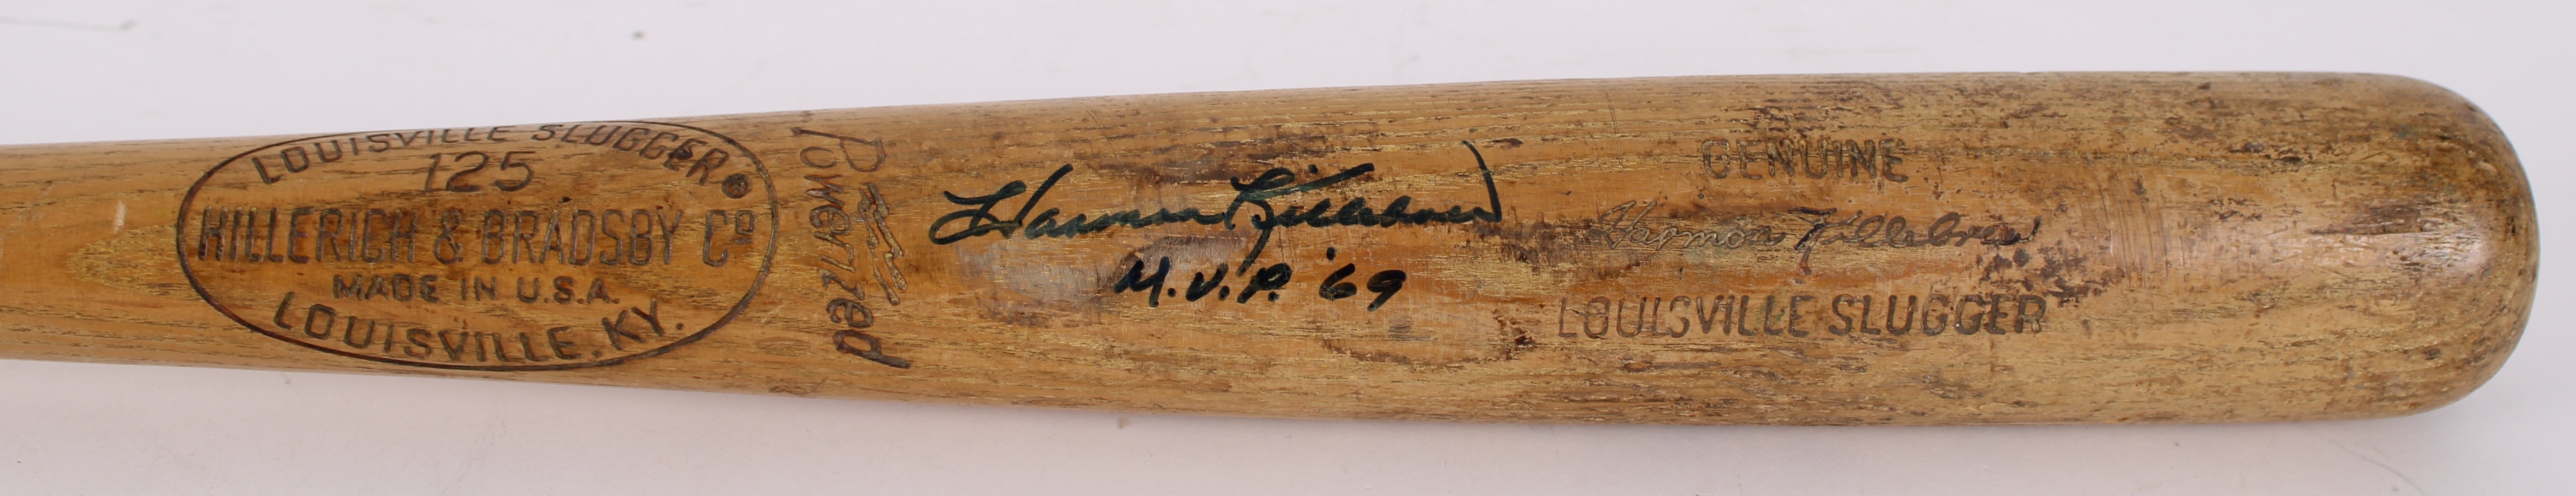 LOUISVILLE SLUGGER®
125
HILLERICH & BRADSBY Cº
MADE IN U.S.A.
LOUISVILLE, KY.
Powerized
Harmon Killebrew
M.V.P. '69
GENUINE
Harmon Killebrew
LOUISVILLE SLUGGER